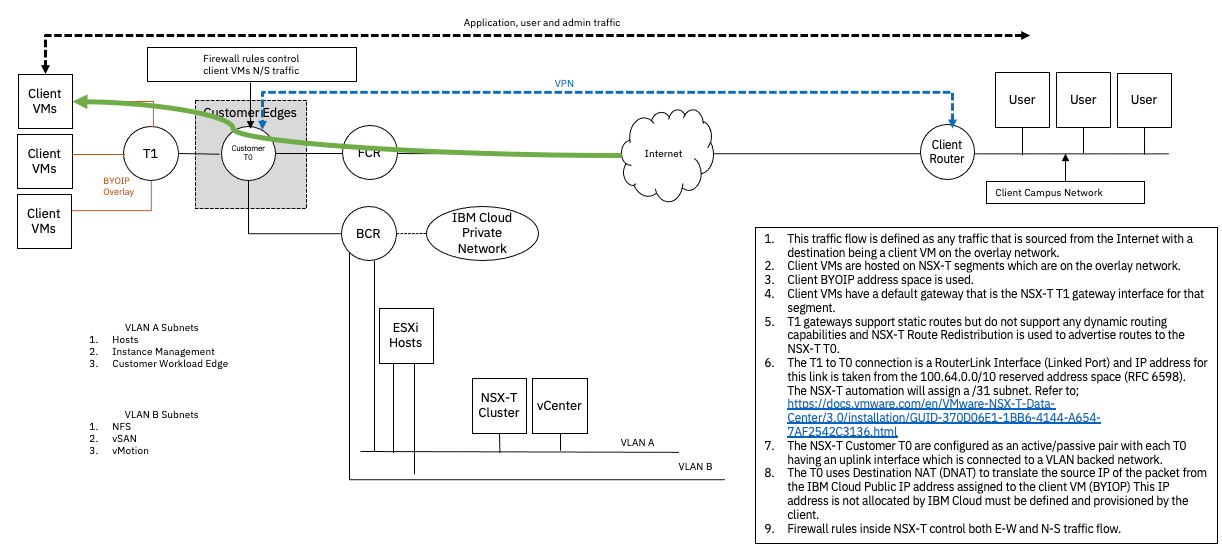 Application, user and admin traffic
Firewall rules control
client VMs N/S traffic
VPN
Client
VMs
Client
VMs
Client
VMs
BYOIP
Overlay
T1
Customer Edges
Customer
T0
FCR
Internet
Client
Router
User
User
User
Client Campus Network
BCR
IBM Cloud
Private
Network
ESXi
Hosts
NSX-T
Cluster
vCenter
VLAN A
VLAN B
VLAN A Subnets
1. Hosts
2. Instance Management
3. Customer Workload Edge
VLAN B Subnets
1. NFS
2. vSAN
3. vMotion
1. This traffic flow is defined as any traffic that is sourced from the Internet with a
destination being a client VM on the overlay network.
2. Client VMs are hosted on NSX-T segments which are on the overlay network.
3. Client BYOIP address space is used.
4. Client VMs have a default gateway that is the NSX-T T1 gateway interface for that
segment.
5. T1 gateways support static routes but do not support any dynamic routing
capabilities and NSX-T Route Redistribution is used to advertise routes to the
NSX-T T0.
6. The T1 to T0 connection is a RouterLink Interface (Linked Port) and IP address for
this link is taken from the 100.64.0.0/10 reserved address space (RFC 6598).
The NSX-T automation will assign a /31 subnet. Refer to;
https://docs.vmware.com/en/VMware-NSX-T-Data-
Center/3.0/installation/GUID-370D06E1-1BB6-4144-A654-
7AF2542C3136.html
7. The NSX-T Customer T0 are configured as an active/passive pair with each T0
having an uplink interface which is connected to a VLAN backed network.
8. The T0 uses Destination NAT (DNAT) to translate the source IP of the packet from
the IBM Cloud Public IP address assigned to the client VM (BYIOP) This IP
address is not allocated by IBM Cloud must be defined and provisioned by the
client.
9. Firewall rules inside NSX-T control both E-W and N-S traffic flow.